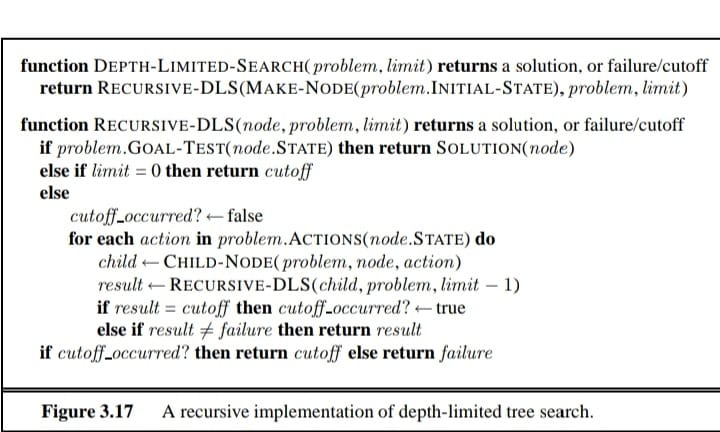 function DEPTH-LIMITED-SEARCH(problem, limit) returns a solution, or failure/cutoff
return RECURSIVE-DLS(MAKE-NODE(problem.INITIAL-STATE), problem, limit)
function RECURSIVE-DLS(node, problem, limit) returns a solution, or failure/cutoff
if problem.GOAL-TEST(node.STATE) then return SOLUTION(node)
else if limit = 0 then return cutoff
else
cutoff_occurred? ← false
for each action in problem.ACTIONS(node.STATE) do
child ← CHILD-NODE(problem, node, action)
result ← RECURSIVE-DLS(child, problem, limit − 1)
if result = cutoff then cutoff_occurred? ← true
else if result ≠ failure then return result
if cutoff_occurred? then return cutoff else return failure
Figure 3.17 A recursive implementation of depth-limited tree search.